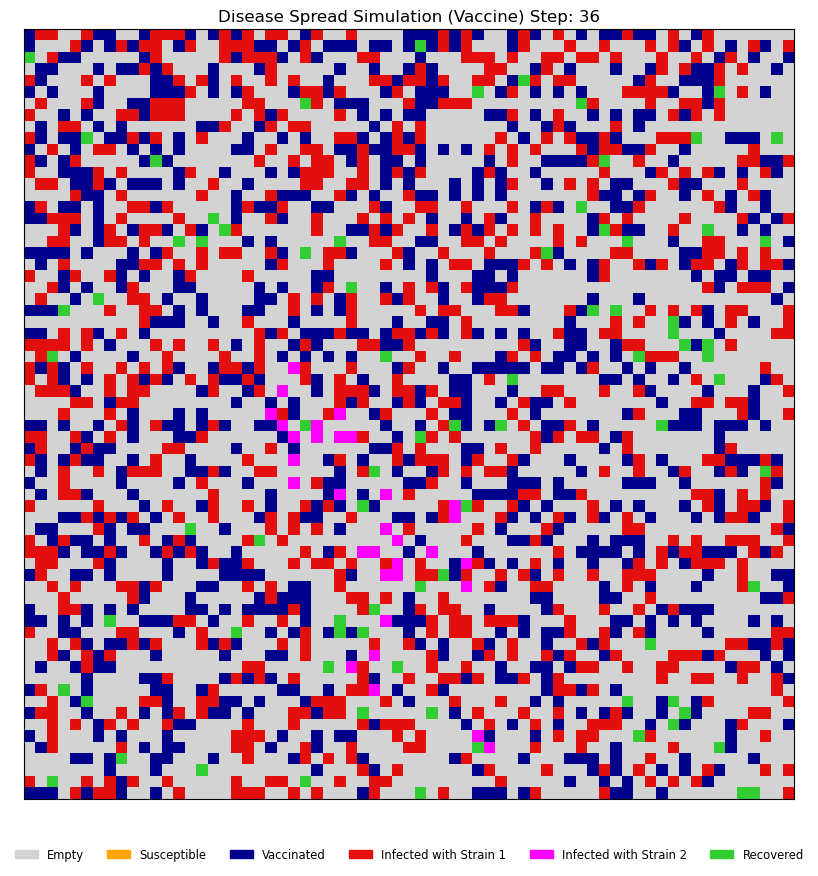 Disease Spread Simulation (Vaccine) Step: 36
Empty Susceptible Vaccinated Infected with Strain 1 Infected with Strain 2 Recovered